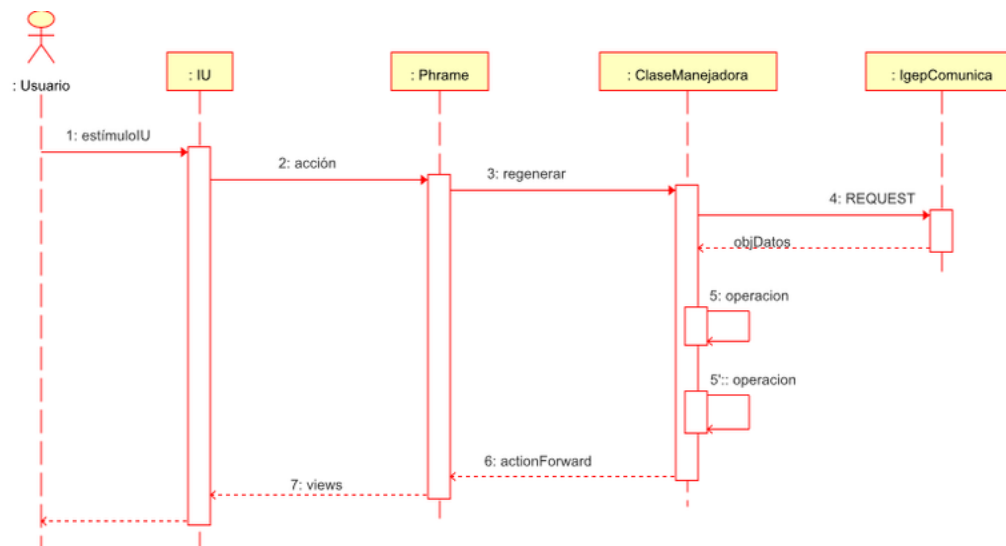 : Usuario
: IU
: Phrame
: ClaseManejadora
: IgepComunica
1: estímuloIU
2: acción
3: regenerar
4: REQUEST
objDatos
5: operacion
5':: operacion
6: actionForward
7: views